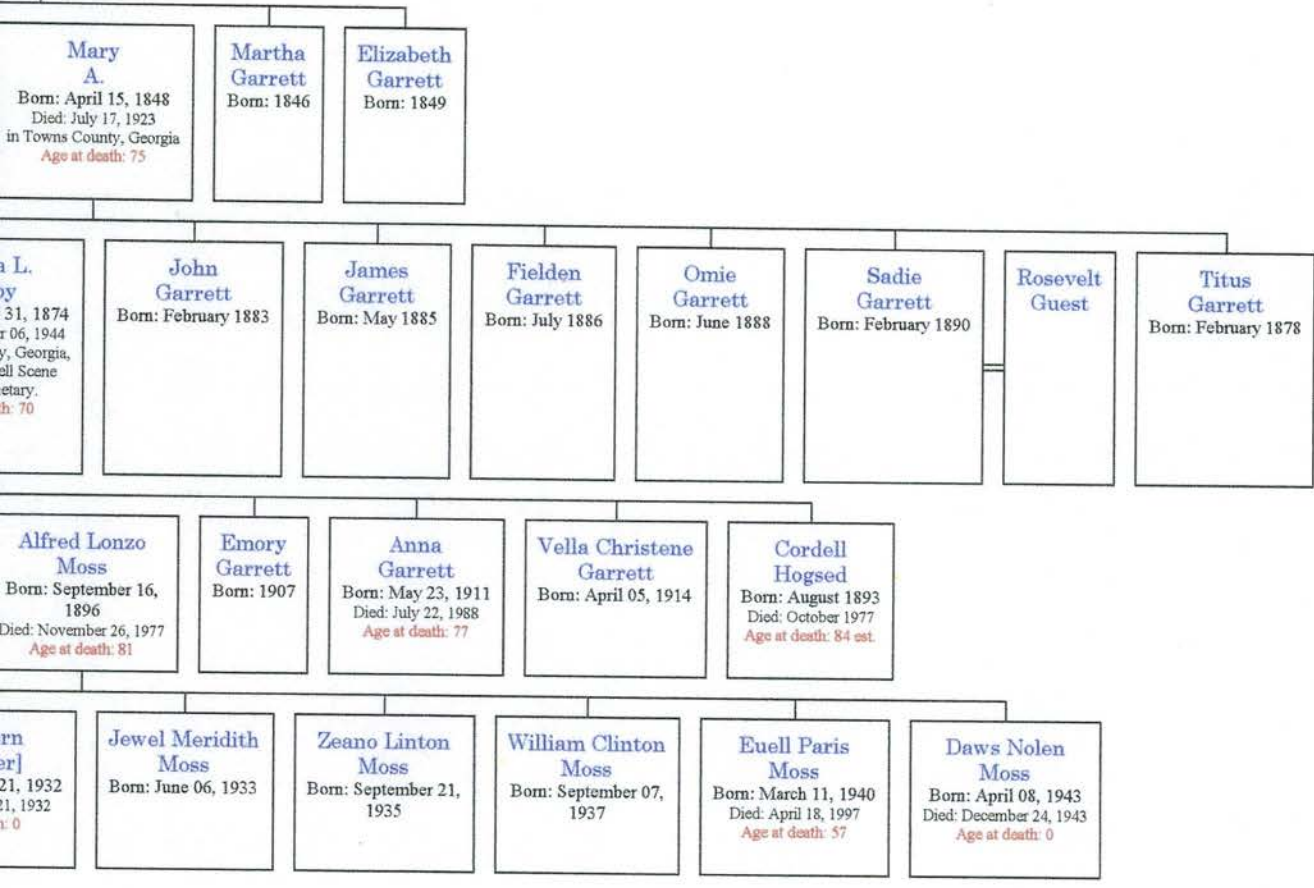 Mary
A.
Born: April 15, 1848
Died: July 17, 1923
in Towns County, Georgia
Age at death: 75
Martha
Garrett
Born: 1846
Elizabeth
Garrett
Born: 1849
a L.
by
31, 1874
r 06, 1944
y, Georgia,
ell Scene
etary.
h: 70
John
Garrett
Born: February 1883
James
Garrett
Born: May 1885
Fielden
Garrett
Born: July 1886
Omie
Garrett
Born: June 1888
Sadie
Garrett
Born: February 1890
Rosevelt
Guest
Titus
Garrett
Born: February 1878
Alfred Lonzo
Moss
Born: September 16,
1896
Died: November 26, 1977
Age at death: 81
Emory
Garrett
Born: 1907
Anna
Garrett
Born: May 23, 1911
Died: July 22, 1988
Age at death: 77
Vella Christene
Garrett
Born: April 05, 1914
Cordell
Hogsed
Born: August 1893
Died: October 1977
Age at death: 84 est.
rn
er]
21, 1932
21, 1932
h: 0
Jewel Meridith
Moss
Born: June 06, 1933
Zeano Linton
Moss
Born: September 21,
1935
William Clinton
Moss
Born: September 07,
1937
Euell Paris
Moss
Born: March 11, 1940
Died: April 18, 1997
Age at death: 57
Daws Nolen
Moss
Born: April 08, 1943
Died: December 24, 1943
Age at death: 0